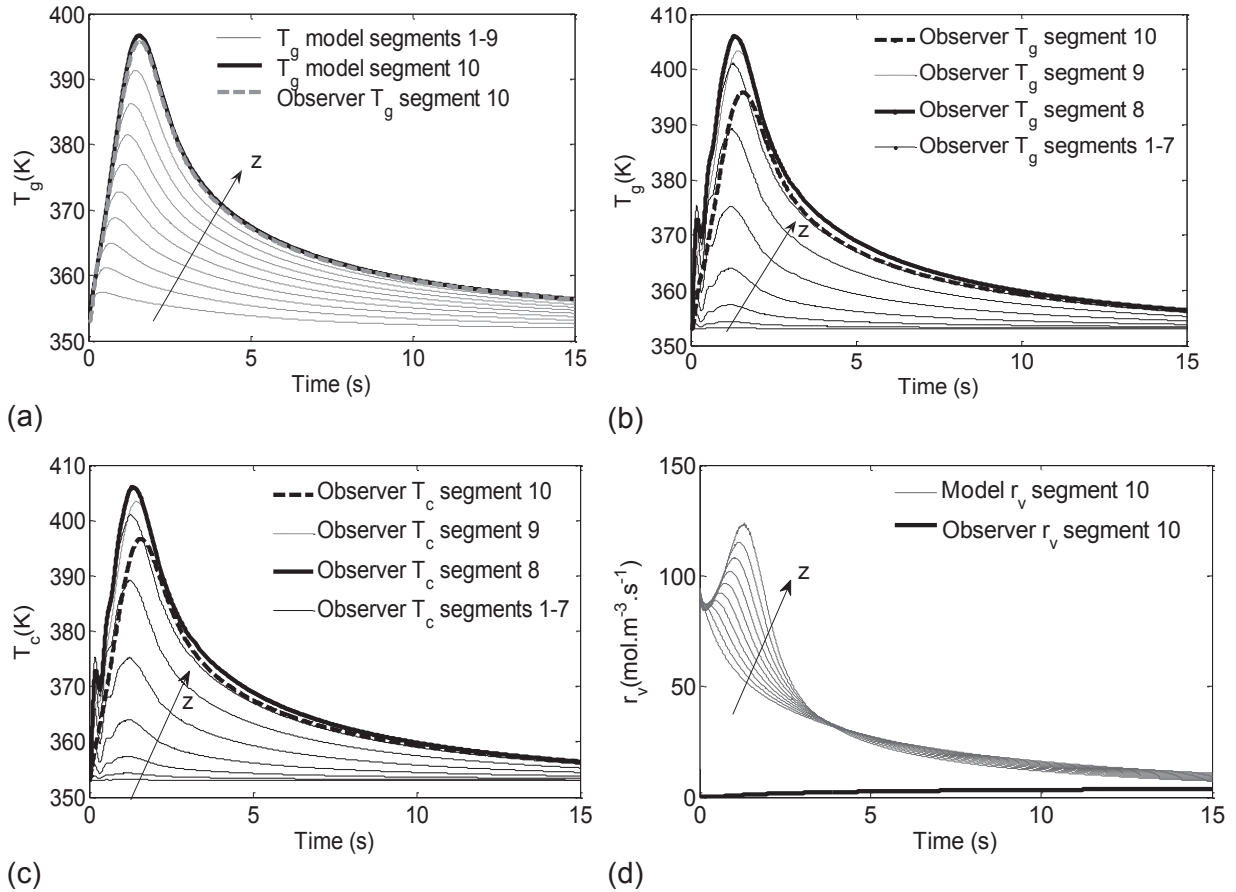 400
390
380
370
360
350
T_g(K)
T_g model segments 1-9
T_g model segment 10
Observer T_g segment 10
z
0
5
10
15
Time (s)
(a)
410
400
390
380
370
360
350
T_g(K)
Observer T_g segment 10
Observer T_g segment 9
Observer T_g segment 8
Observer T_g segments 1-7
z
0
5
10
15
Time (s)
(b)
410
400
390
380
370
360
350
T_c(K)
Observer T_c segment 10
Observer T_c segment 9
Observer T_c segment 8
Observer T_c segments 1-7
z
0
5
10
15
Time (s)
(c)
150
100
50
0
r_v(mol.m⁻³.s⁻¹)
Model r_v segment 10
Observer r_v segment 10
z
0
5
10
15
Time (s)
(d)